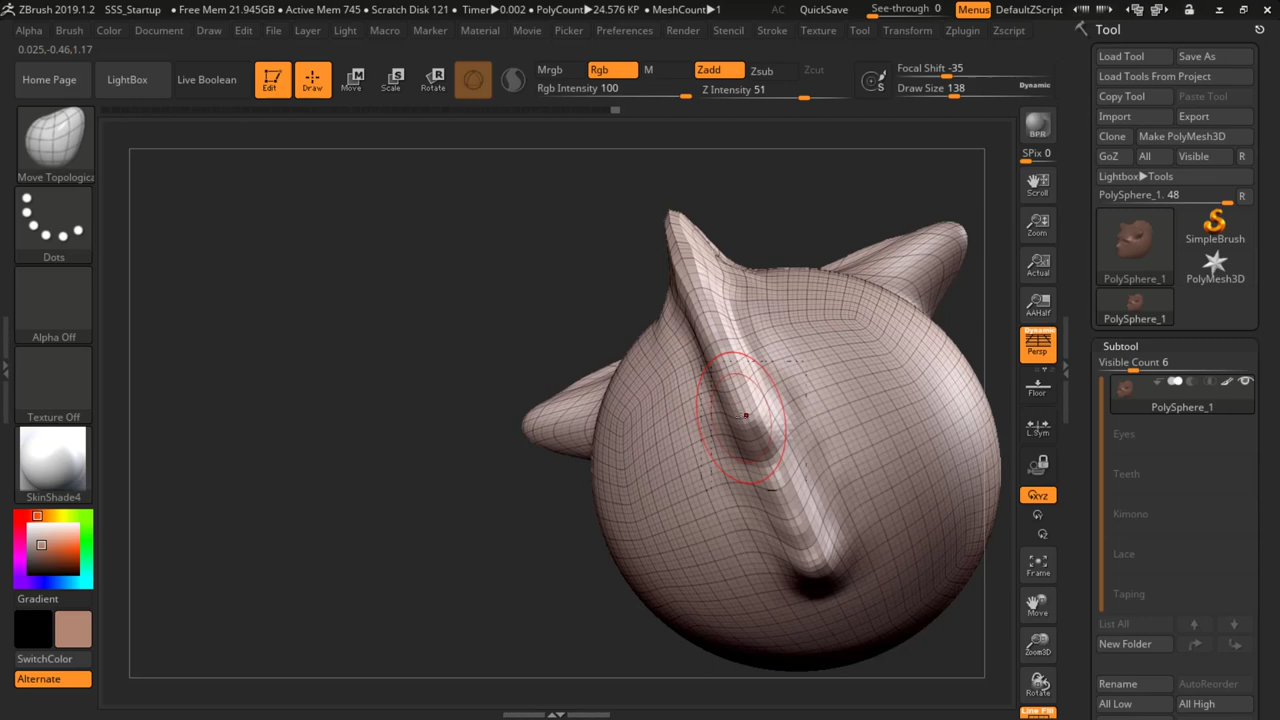 ZBrush 2019.1.2 SSS_Startup • Free Mem 21.945GB • Active Mem 745 • Scratch Disk 121 • Timer▶0.002 • PolyCount▶24.576 KP • MeshCount▶1 AC QuickSave See-through 0 Menus DefaultZScript
Alpha Brush Color Document Draw Edit File Layer Light Macro Marker Material Movie Picker Preferences Render Stencil Stroke Texture Tool Transform Zplugin Zscript
0.025,-0.46,1.17
Home Page LightBox Live Boolean Edit Draw Move Scale Rotate
Mrgb Rgb M Zadd Zsub Zcut
Rgb Intensity 100 Z Intensity 51
S
Focal Shift -35
Draw Size 138 Dynamic
Move Topologica
Dots
Alpha Off
Texture Off
SkinShade4
Gradient
SwitchColor
Alternate
BPR
SPix 0
Scroll
Zoom
Actual
AAHalf
Dynamic
Persp
Floor
L.Sym
XYZ
Y
Z
Frame
Move
Zoom3D
Rotate
Line Fill
Tool
Load Tool Save As
Load Tools From Project
Copy Tool Paste Tool
Import Export
Clone Make PolyMesh3D
GoZ All Visible R
Lightbox▶Tools
PolySphere_1. 48 R
PolySphere_1
SimpleBrush
PolyMesh3D
PolySphere_1
Subtool
Visible Count 6
PolySphere_1
Eyes
Teeth
Kimono
Lace
Taping
List All
New Folder
Rename AutoReorder
All Low All High